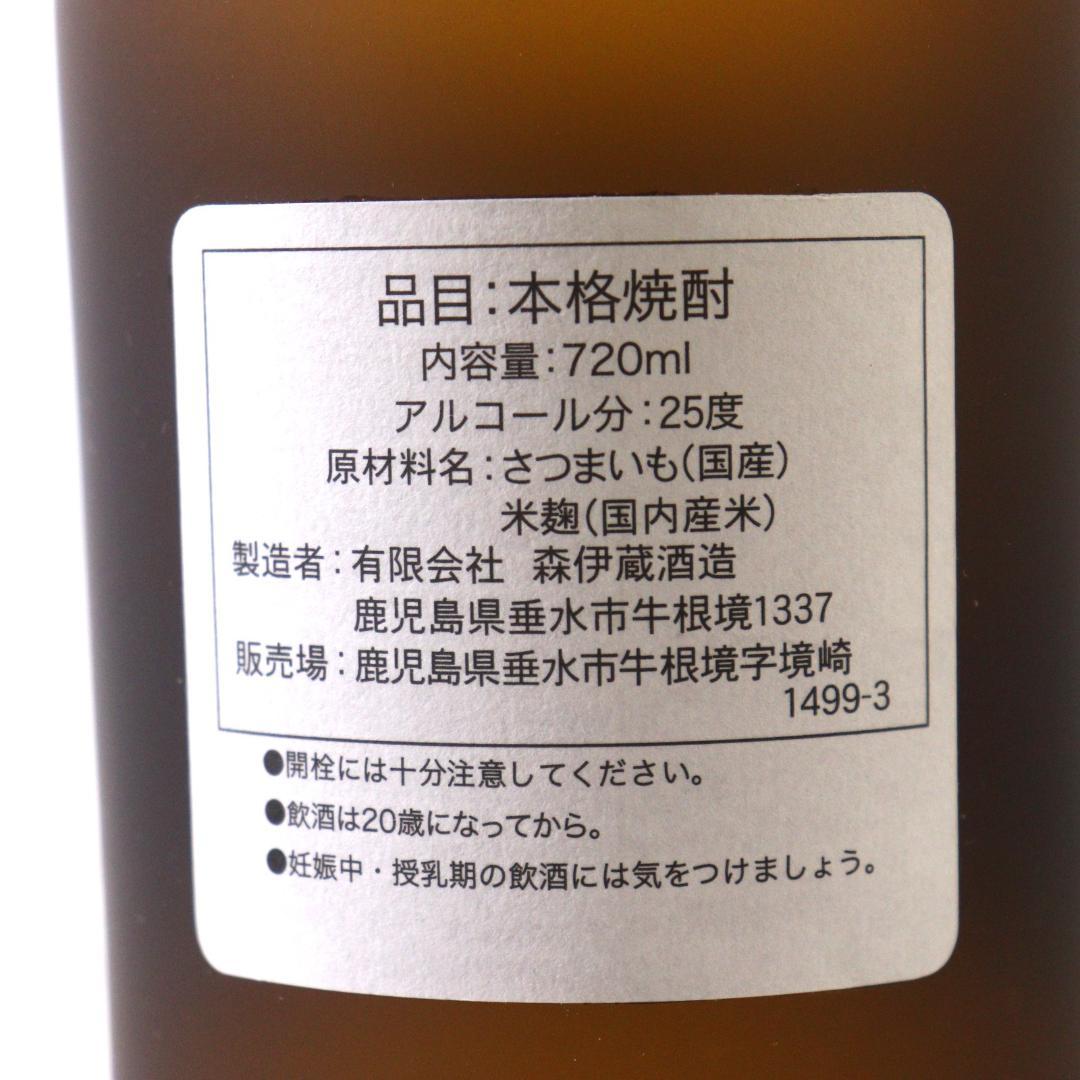 品目：本格焼酎
内容量：720ml
アルコール分：25度
原材料名：さつまいも(国産)
米麹(国内産米)
製造者：有限会社　森伊蔵酒造
鹿児島県垂水市牛根境1337
販売場：鹿児島県垂水市牛根境字境崎
1499-3
●開栓には十分注意してください。
●飲酒は20歳になってから。
●妊娠中・授乳期の飲酒には気をつけましょう。